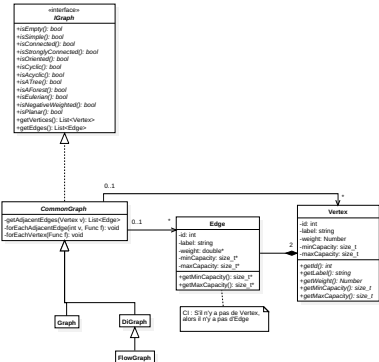 «interface»
IGraph
+isEmpty(): bool
+isSimple(): bool
+isConnected(): bool
+isStronglyConnected(): bool
+isOriented(): bool
+isCyclic(): bool
+isAcyclic(): bool
+isATree(): bool
+isAForest(): bool
+isEulerian(): bool
+isNegativeWeighted(): bool
+isPlanar(): bool
+getVertices(): List<Vertex>
+getEdges(): List<Edge>
0..1
*
CommonGraph
-getAdjacentEdges(Vertex v): List<Edge>
-forEachAdjacentEdge(int v, Func f): void
-forEachVertex(Func f): void
0..1
*
Edge
-id: int
-label: string
-weight: double*
-minCapacity: size_t*
-maxCapacity: size_t*
+getMinCapacity(): size_t*
+getMaxCapacity(): size_t*
2
Vertex
-id: int
-label: string
-weight: Number
-minCapacity: size_t
-maxCapacity: size_t
+getId(): int
+getLabel(): string
+getWeight(): Number
+getMinCapacity(): size_t
+getMaxCapacity(): size_t
CI : S'il n'y a pas de Vertex,
alors il n'y a pas d'Edge
Graph
DiGraph
FlowGraph